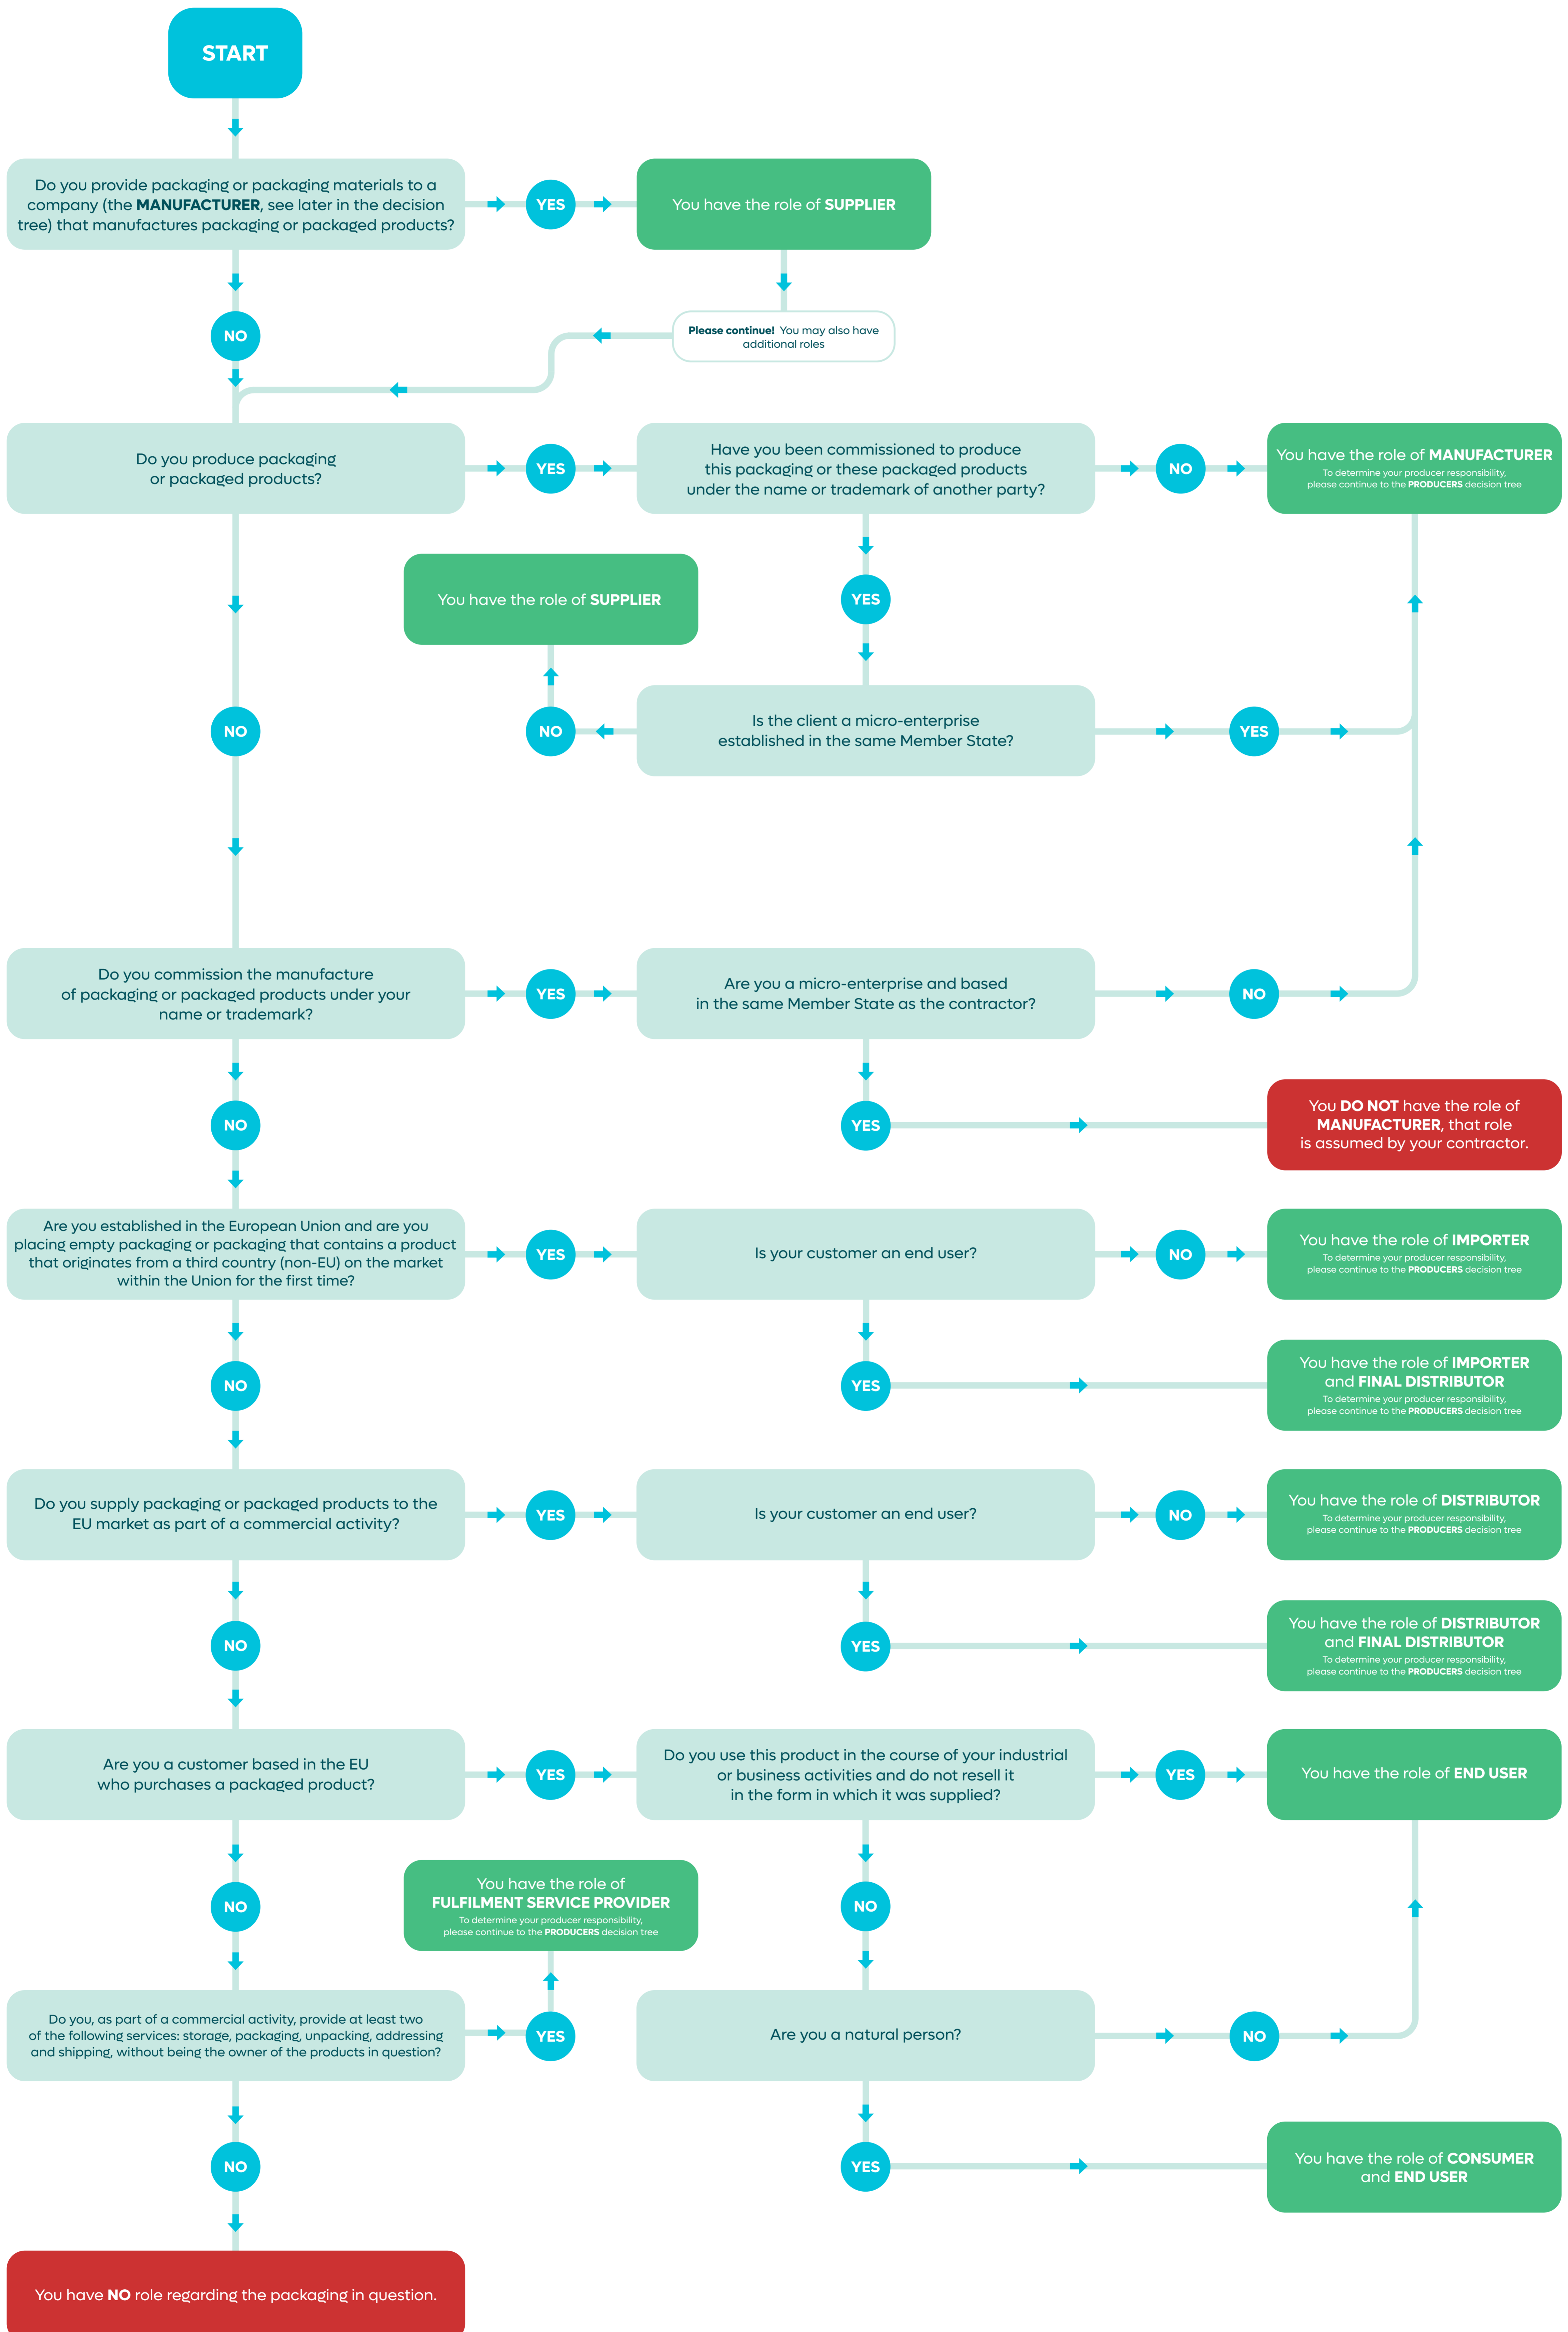 START
Do you provide packaging or packaging materials to a
company (the MANUFACTURER, see later in the decision
tree) that manufactures packaging or packaged products?
YES
You have the role of SUPPLIER
NO
Please continue! You may also have
additional roles
Do you produce packaging
or packaged products?
YES
Have you been commissioned to produce
this packaging or these packaged products
under the name or trademark of another party?
NO
You have the role of MANUFACTURER
To determine your producer responsibility,
please continue to the PRODUCERS decision tree
You have the role of SUPPLIER
YES
NO
NO
Is the client a micro-enterprise
established in the same Member State?
YES
Do you commission the manufacture
of packaging or packaged products under your
name or trademark?
YES
Are you a micro-enterprise and based
in the same Member State as the contractor?
NO
NO
YES
You DO NOT have the role of
MANUFACTURER, that role
is assumed by your contractor.
Are you established in the European Union and are you
placing empty packaging or packaging that contains a product
that originates from a third country (non-EU) on the market
within the Union for the first time?
YES
Is your customer an end user?
NO
You have the role of IMPORTER
To determine your producer responsibility,
please continue to the PRODUCERS decision tree
NO
YES
You have the role of IMPORTER
and FINAL DISTRIBUTOR
To determine your producer responsibility,
please continue to the PRODUCERS decision tree
Do you supply packaging or packaged products to the
EU market as part of a commercial activity?
YES
Is your customer an end user?
NO
You have the role of DISTRIBUTOR
To determine your producer responsibility,
please continue to the PRODUCERS decision tree
NO
YES
You have the role of DISTRIBUTOR
and FINAL DISTRIBUTOR
To determine your producer responsibility,
please continue to the PRODUCERS decision tree
Are you a customer based in the EU
who purchases a packaged product?
YES
Do you use this product in the course of your industrial
or business activities and do not resell it
in the form in which it was supplied?
YES
You have the role of END USER
NO
You have the role of
FULFILMENT SERVICE PROVIDER
To determine your producer responsibility,
please continue to the PRODUCERS decision tree
NO
Do you, as part of a commercial activity, provide at least two
of the following services: storage, packaging, unpacking, addressing
and shipping, without being the owner of the products in question?
YES
Are you a natural person?
NO
NO
YES
You have the role of CONSUMER
and END USER
You have NO role regarding the packaging in question.